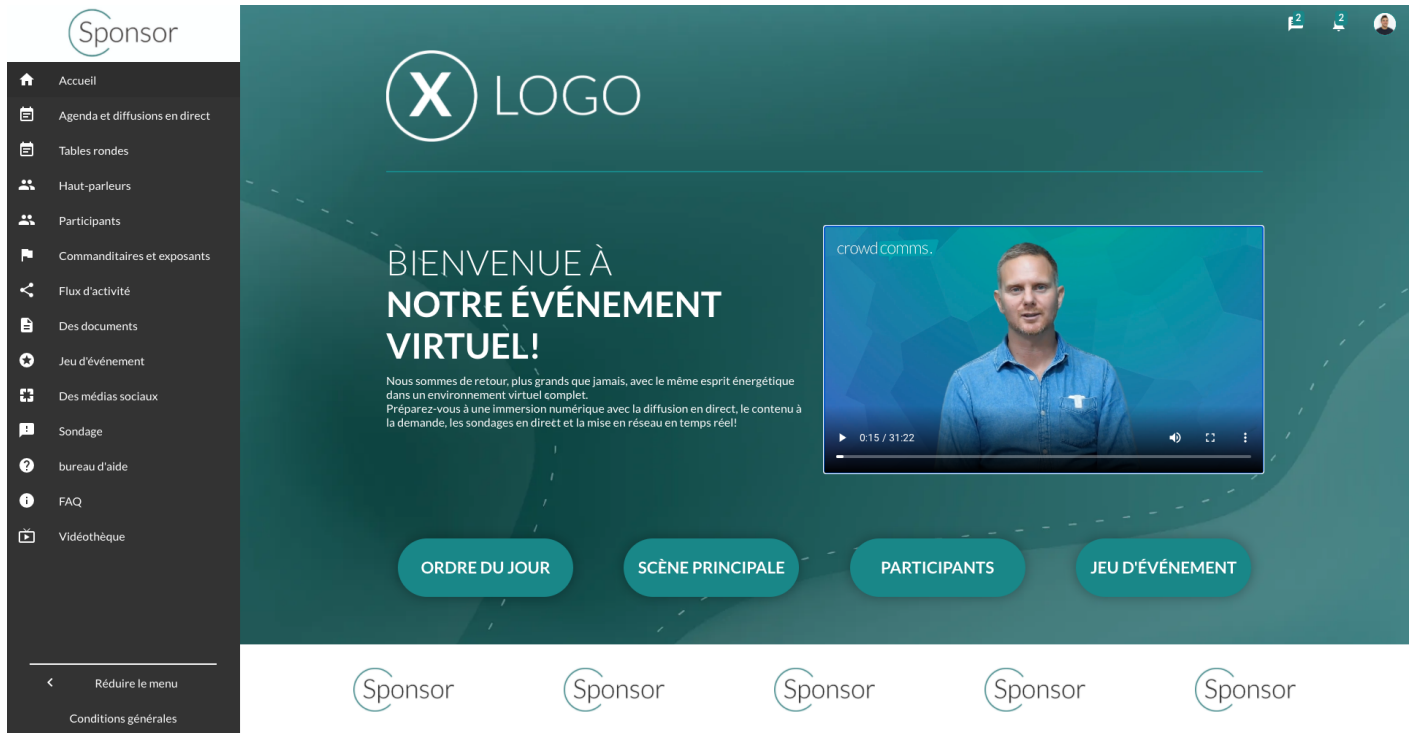 Sponsor
Accueil
Agenda et diffusions en direct
Tables rondes
Haut-parleurs
Participants
Commanditaires et exposants
Flux d'activité
Des documents
Jeu d'événement
Des médias sociaux
Sondage
bureau d'aide
FAQ
Vidéothèque
Réduire le menu
Conditions générales
2 2
X LOGO
BIENVENUE À
NOTRE ÉVÉNEMENT
VIRTUEL!
Nous sommes de retour, plus grands que jamais, avec le même esprit énergétique
dans un environnement virtuel complet.
Préparez-vous à une immersion numérique avec la diffusion en direct, le contenu à
la demande, les sondages en direct et la mise en réseau en temps réel!
crowdcomms.
0:15 / 31:22
ORDRE DU JOUR SCÈNE PRINCIPALE PARTICIPANTS JEU D'ÉVÉNEMENT
Sponsor Sponsor Sponsor Sponsor Sponsor